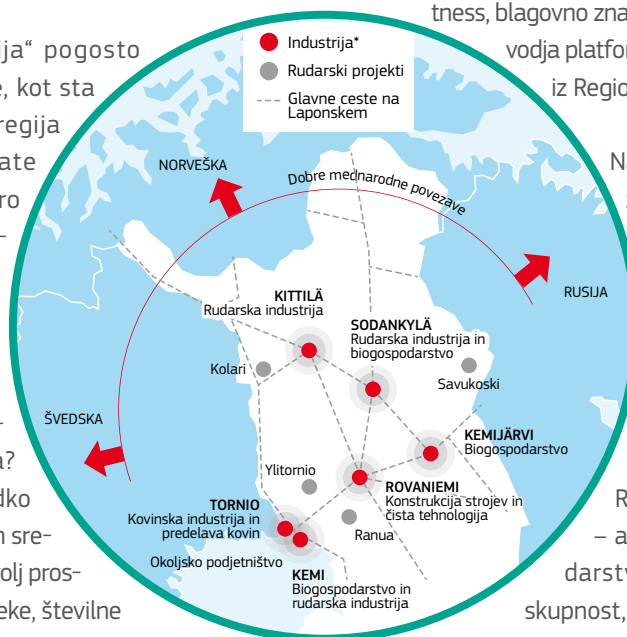 ija“ pogosto
e, kot sta
regija
ate
ro
–
–
a?
dko
n sre-
olj pros-
eke, številne
tness, blagovno zna
vodja platfor
iz Regio
Na
R
– a
darstv
skupnost,
Industrija*
Rudarski projekti
Glavne ceste na
Laponskem
NORVEŠKA
Dobre mednarodne povezave
RUSIJA
ŠVEDSKA
KITTILÄ
Rudarska industrija
SODANKYLÄ
Rudarska industrija in
biogospodarstvo
Kolari
Savukoski
KEMIJÄRVI
Biogospodarstvo
Ylitornio
ROVANIEMI
Konstrukcija strojev in
čista tehnologija
TORNIO
Kovinska industrija in
predelava kovin
Ranua
Okoljsko podjetništvo
KEMI
Biogospodarstvo in
rudarska industrija